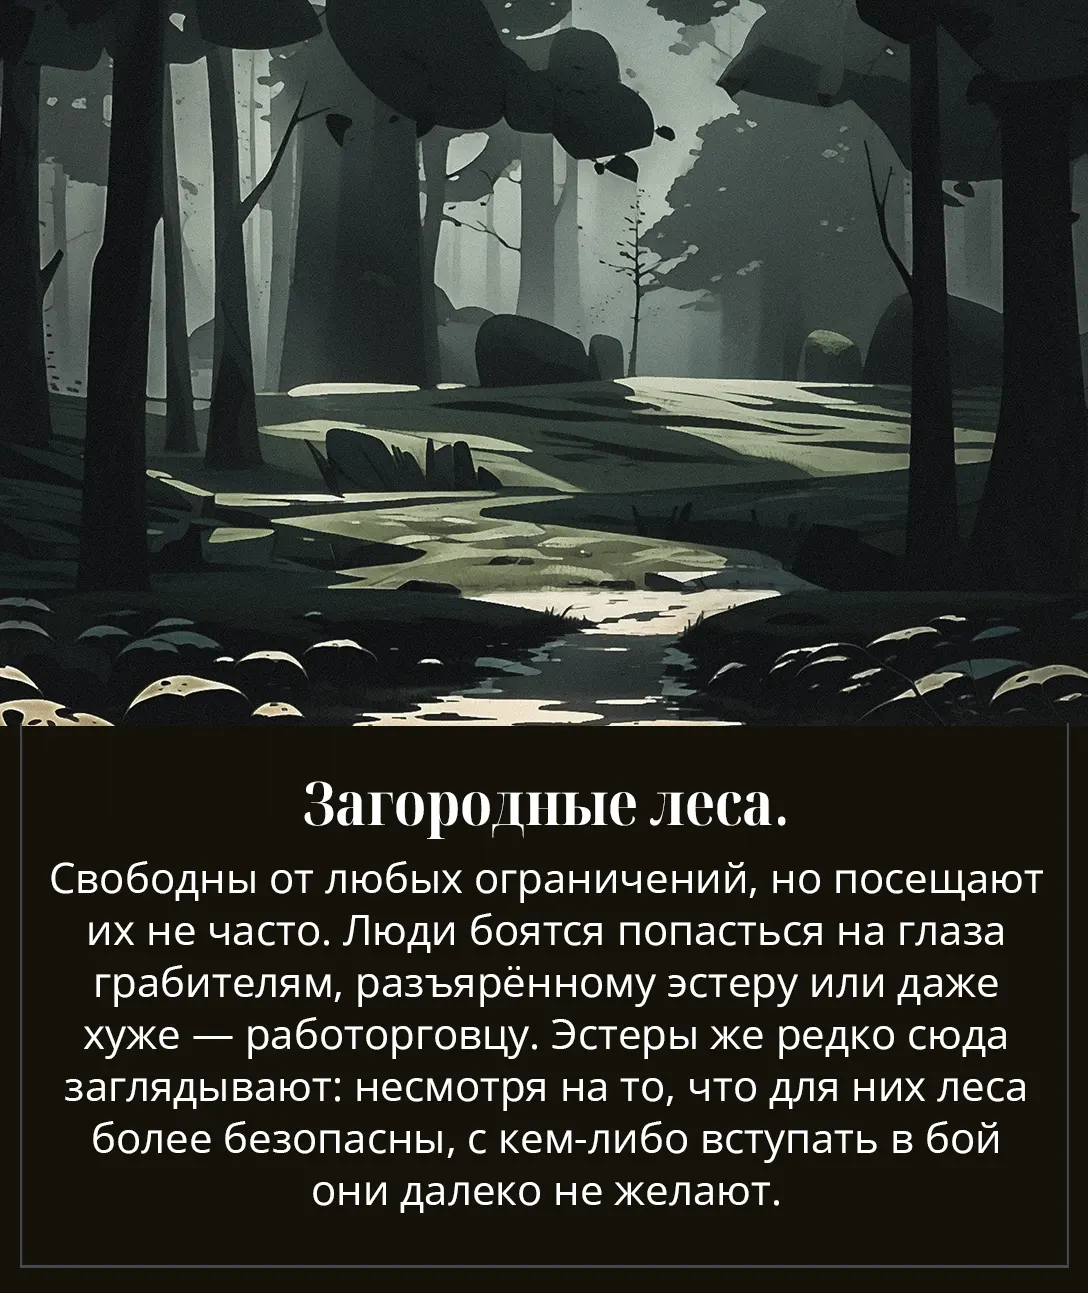 Загородные леса.
Свободны от любых ограничений, но посещают
их не часто. Люди боятся попасться на глаза
грабителям, разъярённому эстеру или даже
хуже — работорговцу. Эстеры же редко сюда
заглядывают: несмотря на то, что для них леса
более безопасны, с кем-либо вступать в бой
они далеко не желают.